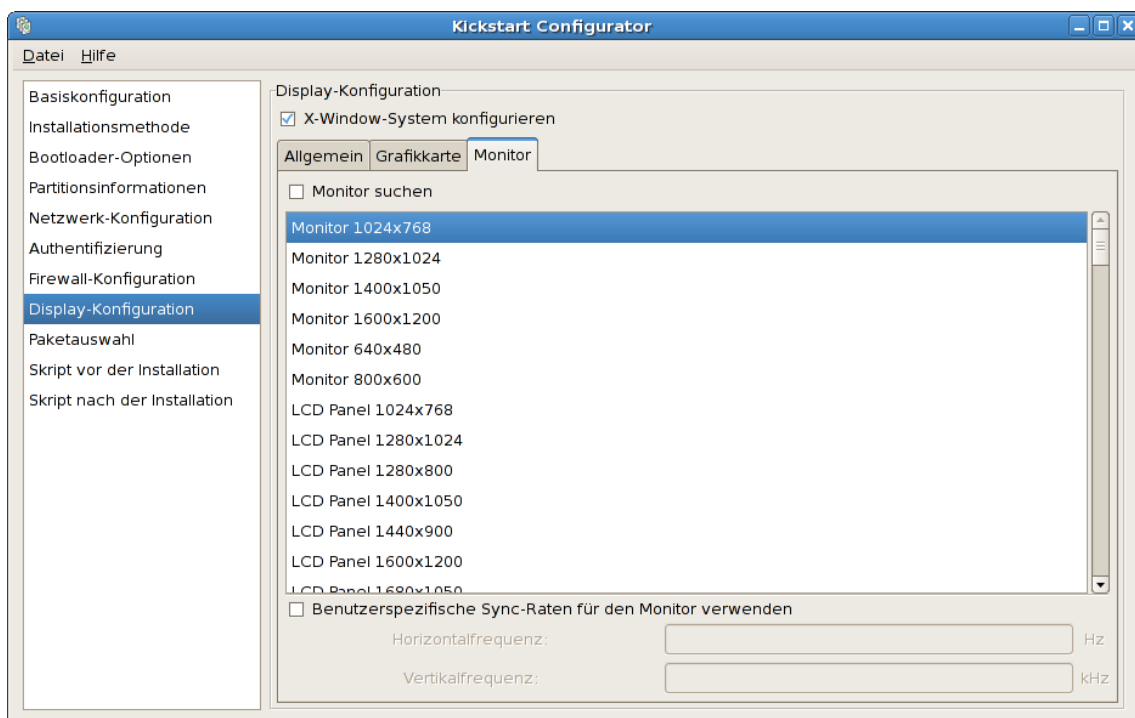 Kickstart Configurator
Datei Hilfe
Basiskonfiguration
Installationsmethode
Bootloader-Optionen
Partitionsinformationen
Netzwerk-Konfiguration
Authentifizierung
Firewall-Konfiguration
Display-Konfiguration
Paketauswahl
Skript vor der Installation
Skript nach der Installation
Display-Konfiguration
X-Window-System konfigurieren
Allgemein Grafikkarte Monitor
Monitor suchen
Monitor 1024x768
Monitor 1280x1024
Monitor 1400x1050
Monitor 1600x1200
Monitor 640x480
Monitor 800x600
LCD Panel 1024x768
LCD Panel 1280x1024
LCD Panel 1280x800
LCD Panel 1400x1050
LCD Panel 1440x900
LCD Panel 1600x1200
LCD Panel 1680x1050
Benutzerspezifische Sync-Raten für den Monitor verwenden
Horizontalfrequenz: Hz
Vertikalfrequenz: kHz